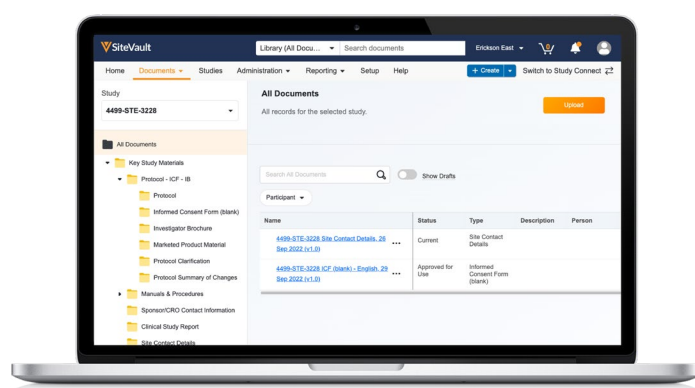 SiteVault
Library (All Docu...
Search documents
Erickson East
Home Documents Studies Administration Reporting Setup Help
+ Create
Switch to Study Connect
Study
4499-STE-3228
All Documents
Key Study Materials
Protocol - ICF - IB
Protocol
Informed Consent Form (blank)
Investigator Brochure
Marketed Product Material
Protocol Clarification
Protocol Summary of Changes
Manuals & Procedures
Sponsor/CRO Contact Information
Clinical Study Report
Site Contact Details
All Documents
All records for the selected study.
Upload
Search All Documents
Show Drafts
Participant
Name Status Type Description Person
4499-STE-3228 Site Contact Details, 26
Sep 2022 (v1.0)
...
Current
Site Contact
Details
4499-STE-3228 ICF (blank) - English, 29
Sep 2022 (v1.0)
...
Approved for
Use
Informed
Consent Form
(blank)